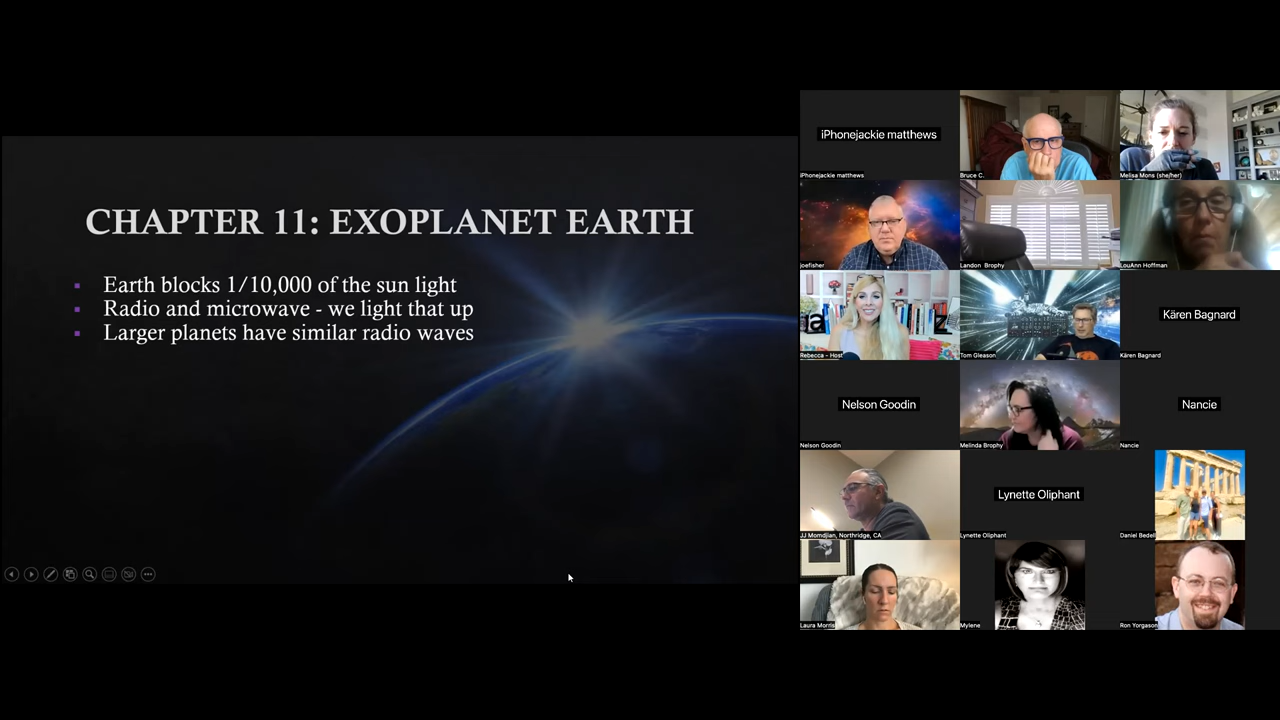 CHAPTER 11: EXOPLANET EARTH
▪ Earth blocks 1/10,000 of the sun light
▪ Radio and microwave - we light that up
▪ Larger planets have similar radio waves
iPhonejackie matthews
iPhonejackie matthews
Bruce C.
Melisa Mons (she/her)
joefisher
Landon Brophy
LouAnn Hoffman
Rebecca - Host
Tom Gleason
Kären Bagnard
Kären Bagnard
Nelson Goodin
Nelson Goodin
Melinda Brophy
Nancie
Nancie
JJ Momdjian, Northridge, CA
Lynette Oliphant
Lynette Oliphant
Daniel Bedell
Laura Morris
Mylene
Ron Yorgason